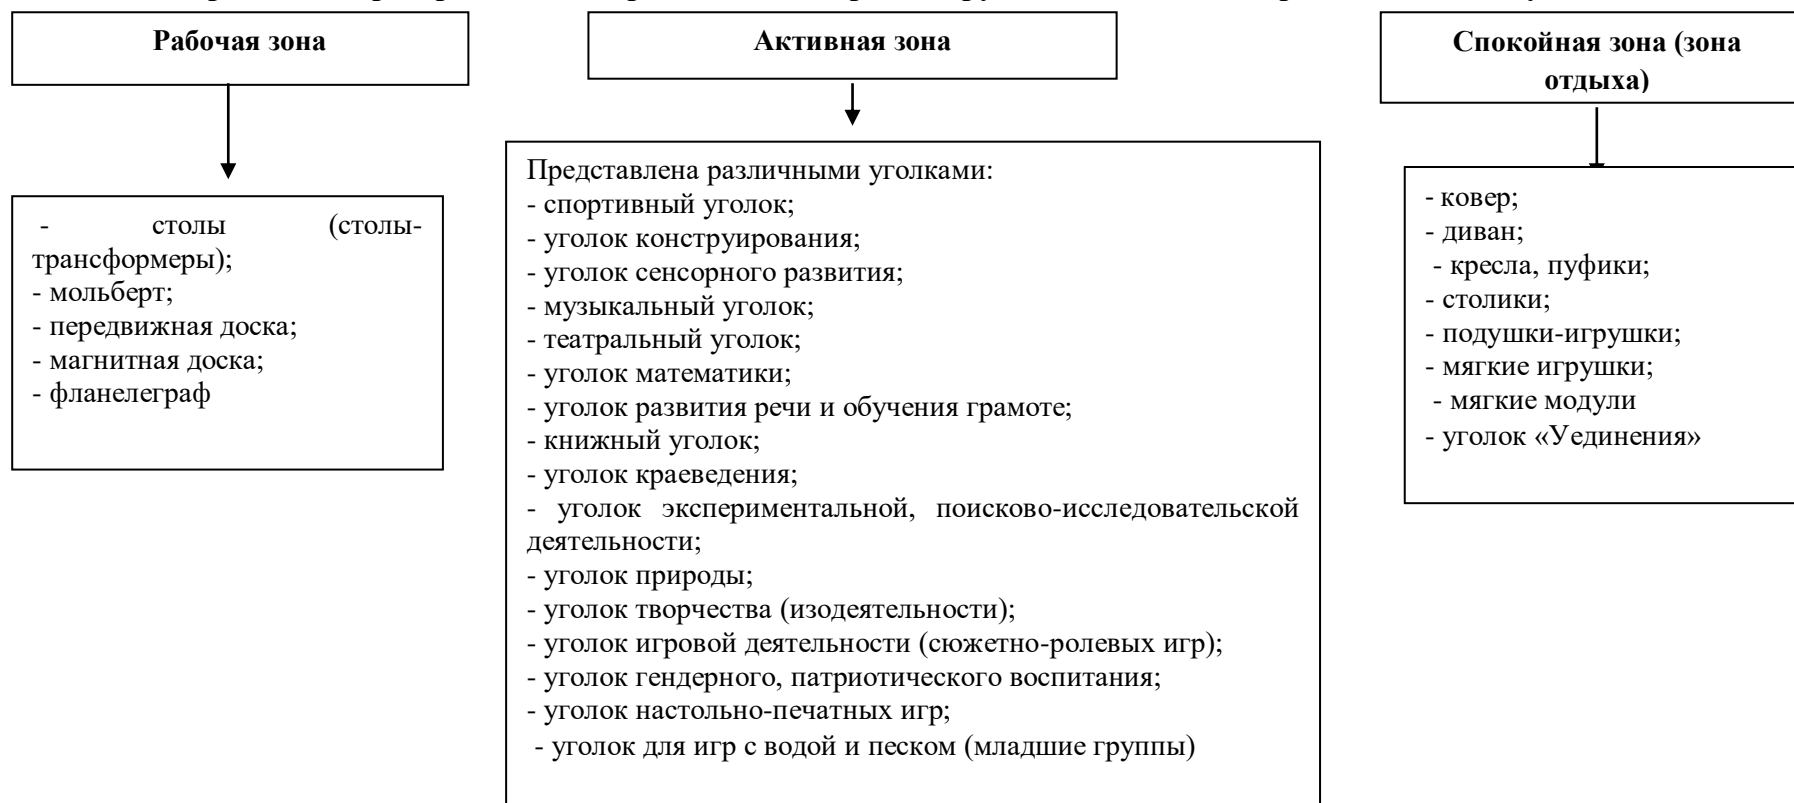 Рабочая зона
Активная зона
Спокойная зона (зона
отдыха)
- столы (столы-
трансформеры);
- мольберт;
- передвижная доска;
- магнитная доска;
- фланелеграф
Представлена различными уголками:
- спортивный уголок;
- уголок конструирования;
- уголок сенсорного развития;
- музыкальный уголок;
- театральный уголок;
- уголок математики;
- уголок развития речи и обучения грамоте;
- книжный уголок;
- уголок краеведения;
- уголок экспериментальной, поисково-исследовательской
деятельности;
- уголок природы;
- уголок творчества (изодеятельности);
- уголок игровой деятельности (сюжетно-ролевых игр);
- уголок гендерного, патриотического воспитания;
- уголок настольно-печатных игр;
- уголок для игр с водой и песком (младшие группы)
- ковер;
- диван;
- кресла, пуфики;
- столики;
- подушки-игрушки;
- мягкие игрушки;
- мягкие модули
- уголок «Уединения»